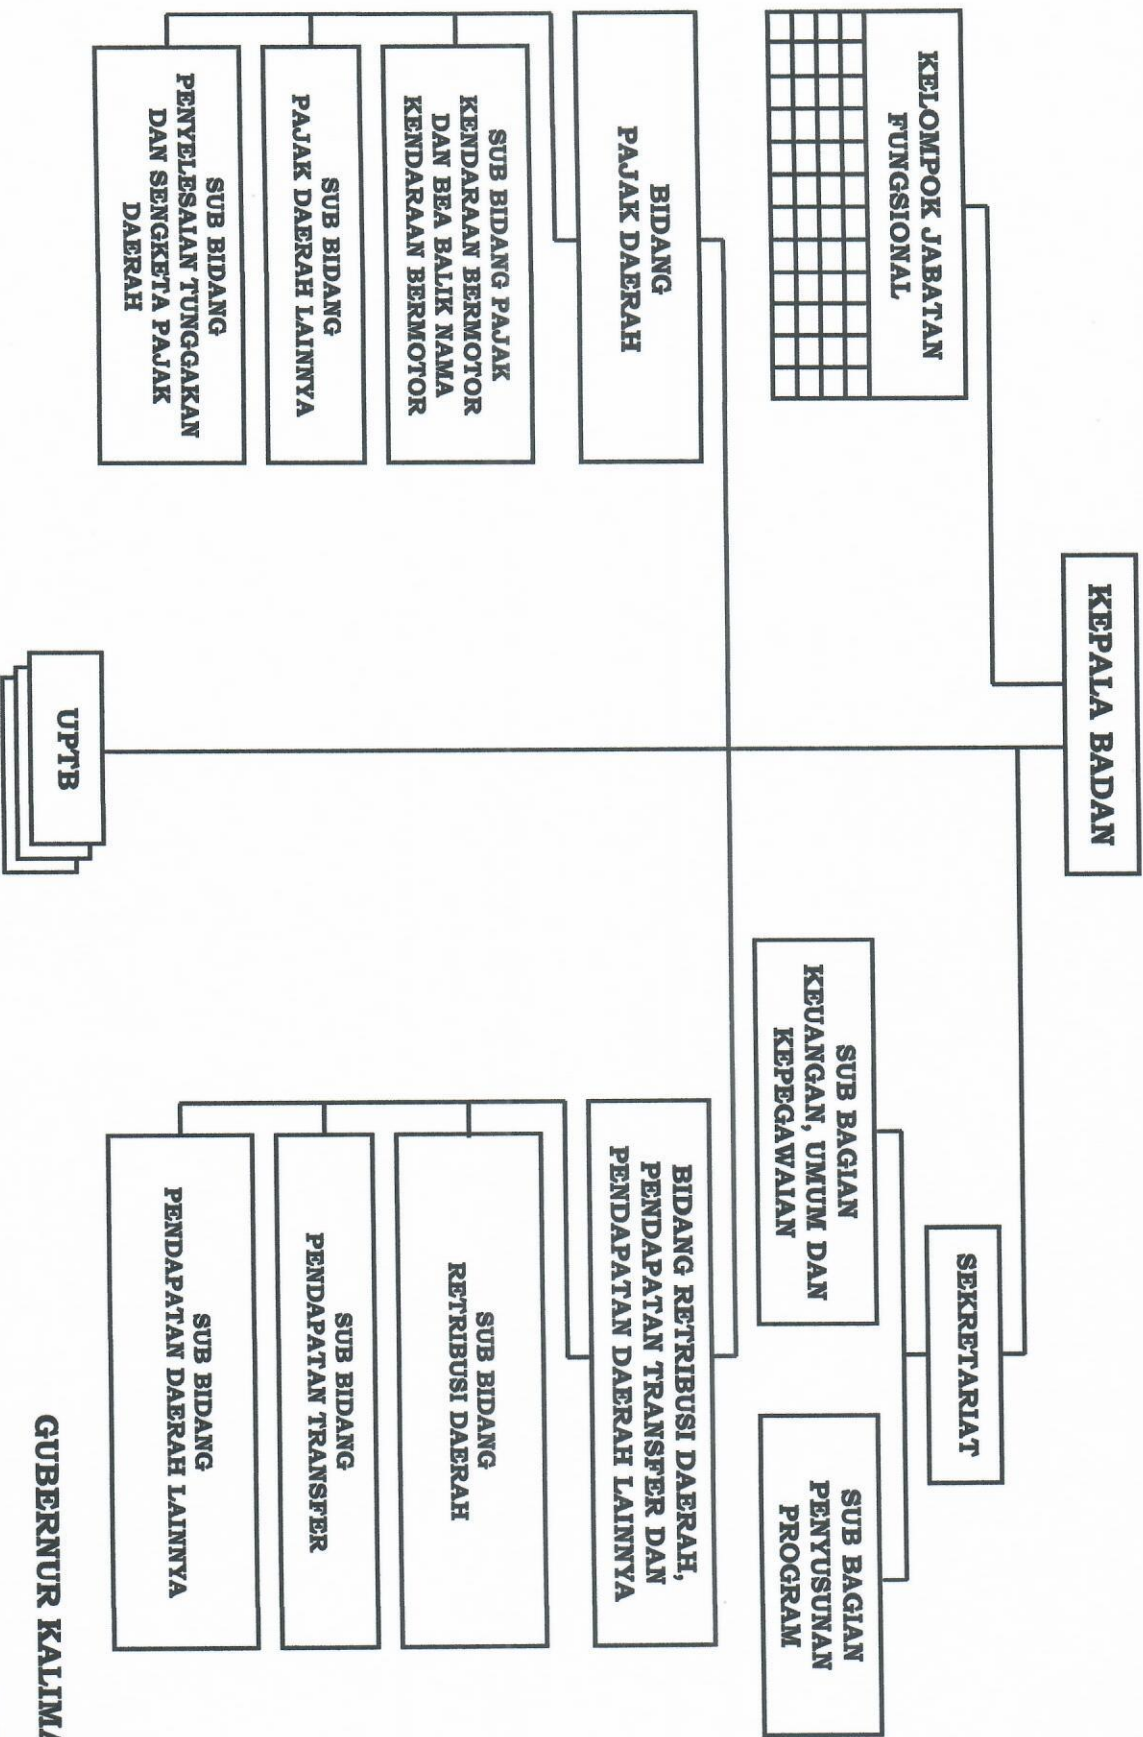 KEPALA BADAN
KELOMPOK JABATAN
FUNGSIONAL
SEKRETARIAT
SUB BAGIAN
KEUANGAN, UMUM DAN
KEPEGAWAIAN
SUB BAGIAN
PENYUSUNAN
PROGRAM
BIDANG
PAJAK DAERAH
BIDANG RETRIBUSI DAERAH,
PENDAPATAN TRANSFER DAN
PENDAPATAN DAERAH LAINNYA
SUB BIDANG PAJAK
KENDARAAN BERMOTOR
DAN BEA BALIK NAMA
KENDARAAN BERMOTOR
SUB BIDANG
PAJAK DAERAH LAINNYA
SUB BIDANG
PENYELESAIAN TUNGGAKAN
DAN SENGKETA PAJAK
DAERAH
SUB BIDANG
RETRIBUSI DAERAH
SUB BIDANG
PENDAPATAN TRANSFER
SUB BIDANG
PENDAPATAN DAERAH LAINNYA
UPTB
GUBERNUR